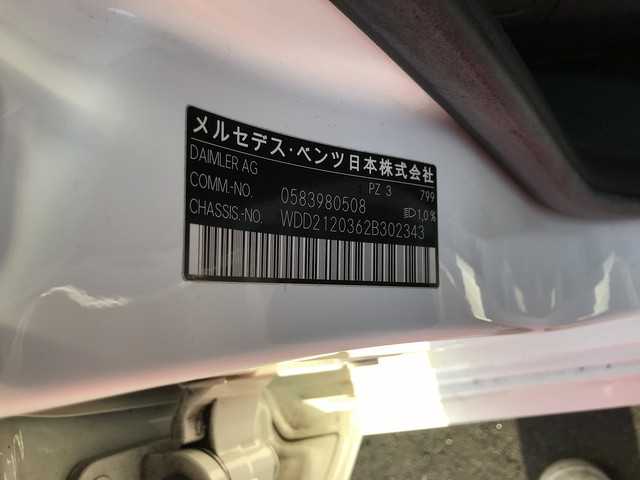 メルセデス・ベンツ日本株式会社
DAIMLER AG
PZ 3 799
COMM.-NO. 0583980508 1,0 %
CHASSIS.-NO. WDD2120362B302343